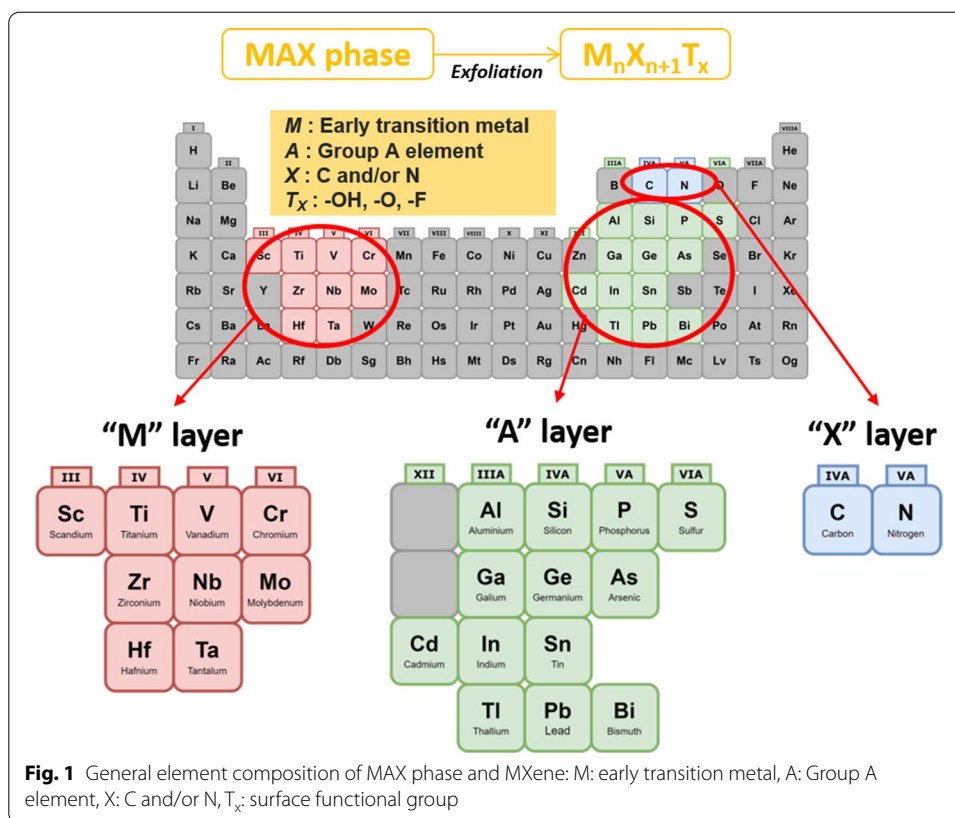 MAX phase
Exfoliation
MnXn+1Tx
M : Early transition metal
A : Group A element
X : C and/or N
TX : -OH, -O, -F
I VIIIA
H He
II IIIA IVA VA VIA VIIA
Li Be B C N O F Ne
Na Mg Al Si P S Cl Ar
III IV V VI VII VIII VIIII X XI XII
K Ca Sc Ti V Cr Mn Fe Co Ni Cu Zn Ga Ge As Se Br Kr
Rb Sr Y Zr Nb Mo Tc Ru Rh Pd Ag Cd In Sn Sb Te I Xe
Cs Ba La Hf Ta W Re Os Ir Pt Au Hg Tl Pb Bi Po At Rn
Fr Ra Ac Rf Db Sg Bh Hs Mt Ds Rg Cn Nh Fl Mc Lv Ts Og
“M” layer
III IV V VI
Sc Ti V Cr
Scandium Titanium Vanadium Chromium
Zr Nb Mo
Zirconium Niobium Molybdenum
Hf Ta
Hafnium Tantalum
“A” layer
XII IIIA IVA VA VIA
Al Si P S
Aluminium Silicon Phosphorus Sulfur
Ga Ge As
Galium Germanium Arsenic
Cd In Sn
Cadmium Indium Tin
Tl Pb Bi
Thallium Lead Bismuth
“X” layer
IVA VA
C N
Carbon Nitrogen
Fig. 1 General element composition of MAX phase and MXene: M: early transition metal, A: Group A
element, X: C and/or N, Tx: surface functional group